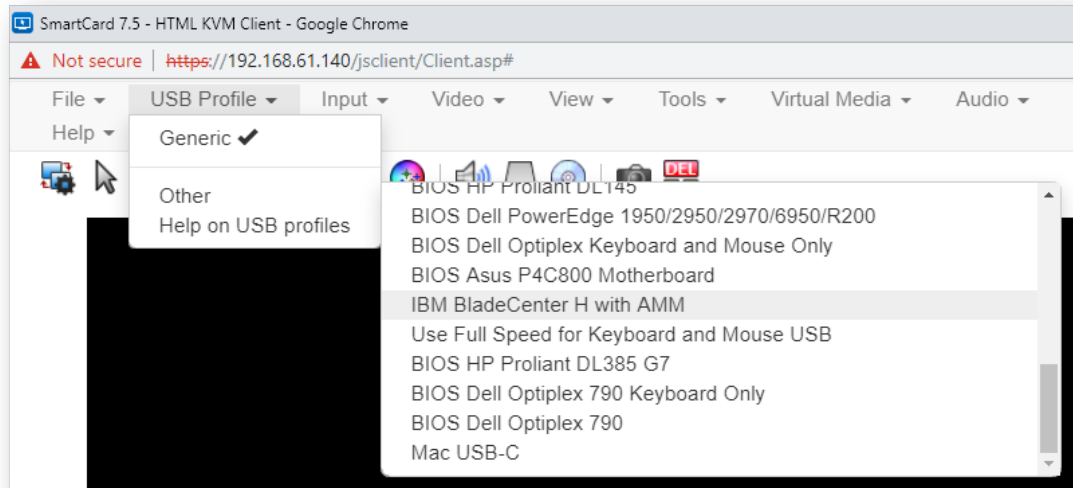 SmartCard 7.5 - HTML KVM Client - Google Chrome
Not secure | https://192.168.61.140/jsclient/Client.asp#
File USB Profile Input Video View Tools Virtual Media Audio
Help
Generic
Other
Help on USB profiles
DEL
BIOS HP Proliant DL145
BIOS Dell PowerEdge 1950/2950/2970/6950/R200
BIOS Dell Optiplex Keyboard and Mouse Only
BIOS Asus P4C800 Motherboard
IBM BladeCenter H with AMM
Use Full Speed for Keyboard and Mouse USB
BIOS HP Proliant DL385 G7
BIOS Dell Optiplex 790 Keyboard Only
BIOS Dell Optiplex 790
Mac USB-C